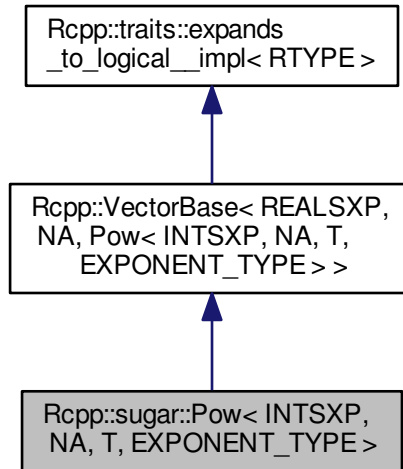 Rcpp::traits::expands
_to_logical__impl< RTYPE >
Rcpp::VectorBase< REALSXP,
NA, Pow< INTSXP, NA, T,
EXPONENT_TYPE > >
Rcpp::sugar::Pow< INTSXP,
NA, T, EXPONENT_TYPE >